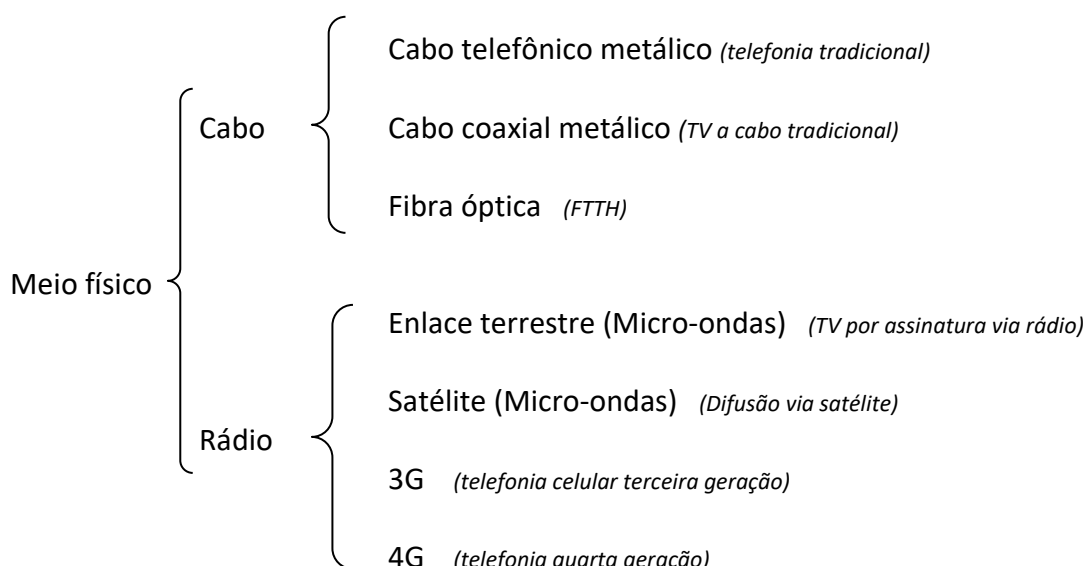 Cabo telefônico metálico (telefonia tradicional)
Cabo
Cabo coaxial metálico (TV a cabo tradicional)
Fibra óptica (FTTH)
Meio físico
Enlace terrestre (Micro-ondas) (TV por assinatura via rádio)
Satélite (Micro-ondas) (Difusão via satélite)
Rádio
3G (telefonia celular terceira geração)
4G (telefonia quarta geração)